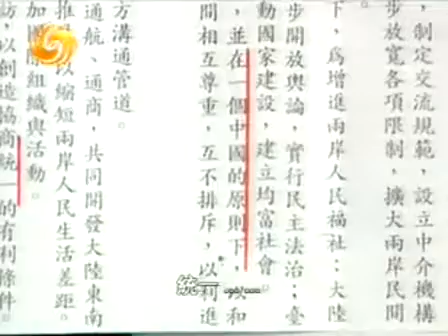 ，制定交流規範，設立中介機構
步放寬各項限制，擴大兩岸民間
下，為增進兩岸人民福祉：大陸
步開放輿論，實行民主法治；臺
動國家建設，建立均富社會。
，並在一個中國的原則下，以和
間相互尊重，互不排斥，以利進
方溝通管道。
通航、通商，共同開發大陸東南
推以縮短兩岸人民生活差距。
加國際組織與活動。
訪，以創造協商統一的有利條件。
統一……